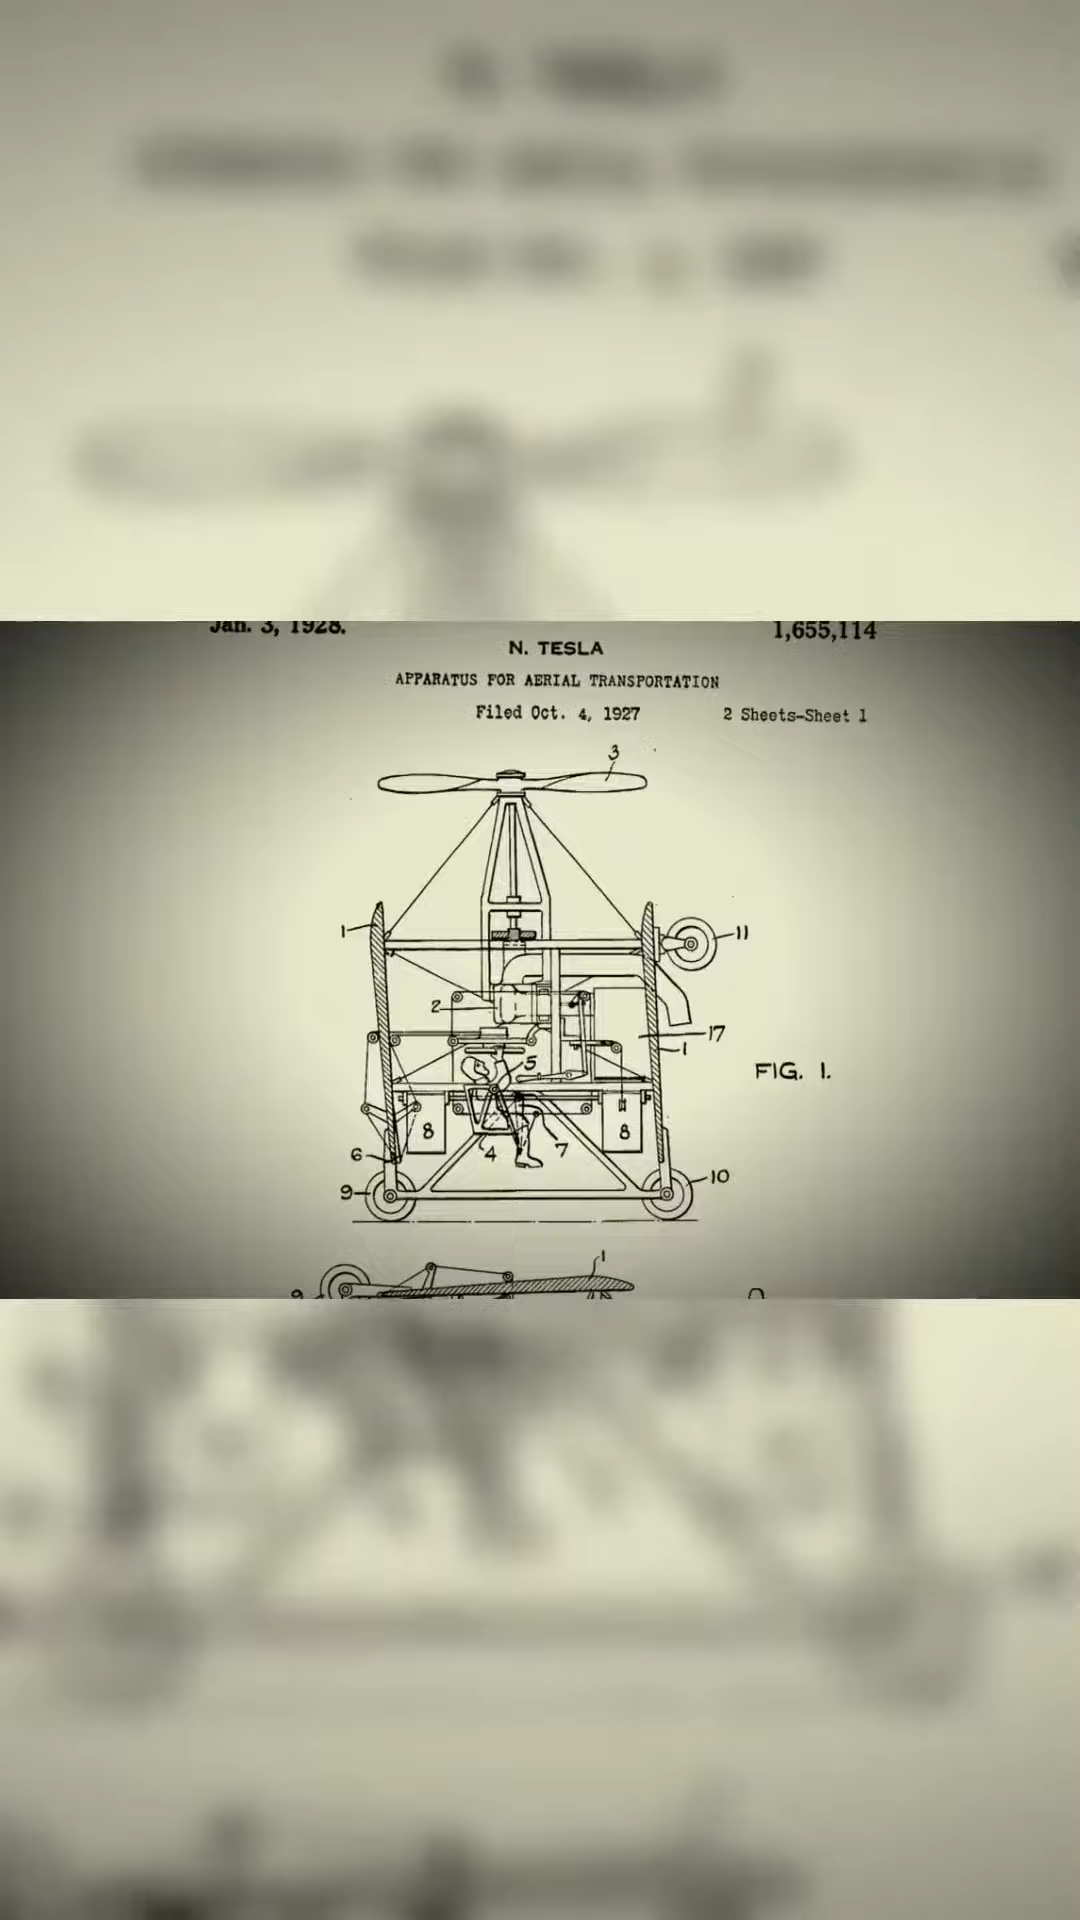 Jan. 3, 1928.
1,655,114
N. TESLA
APPARATUS FOR AERIAL TRANSPORTATION
Filed Oct. 4, 1927
2 Sheets-Sheet 1
3
1
11
2
17
1
5
FIG. 1.
8
8
4
7
6
9
10
1